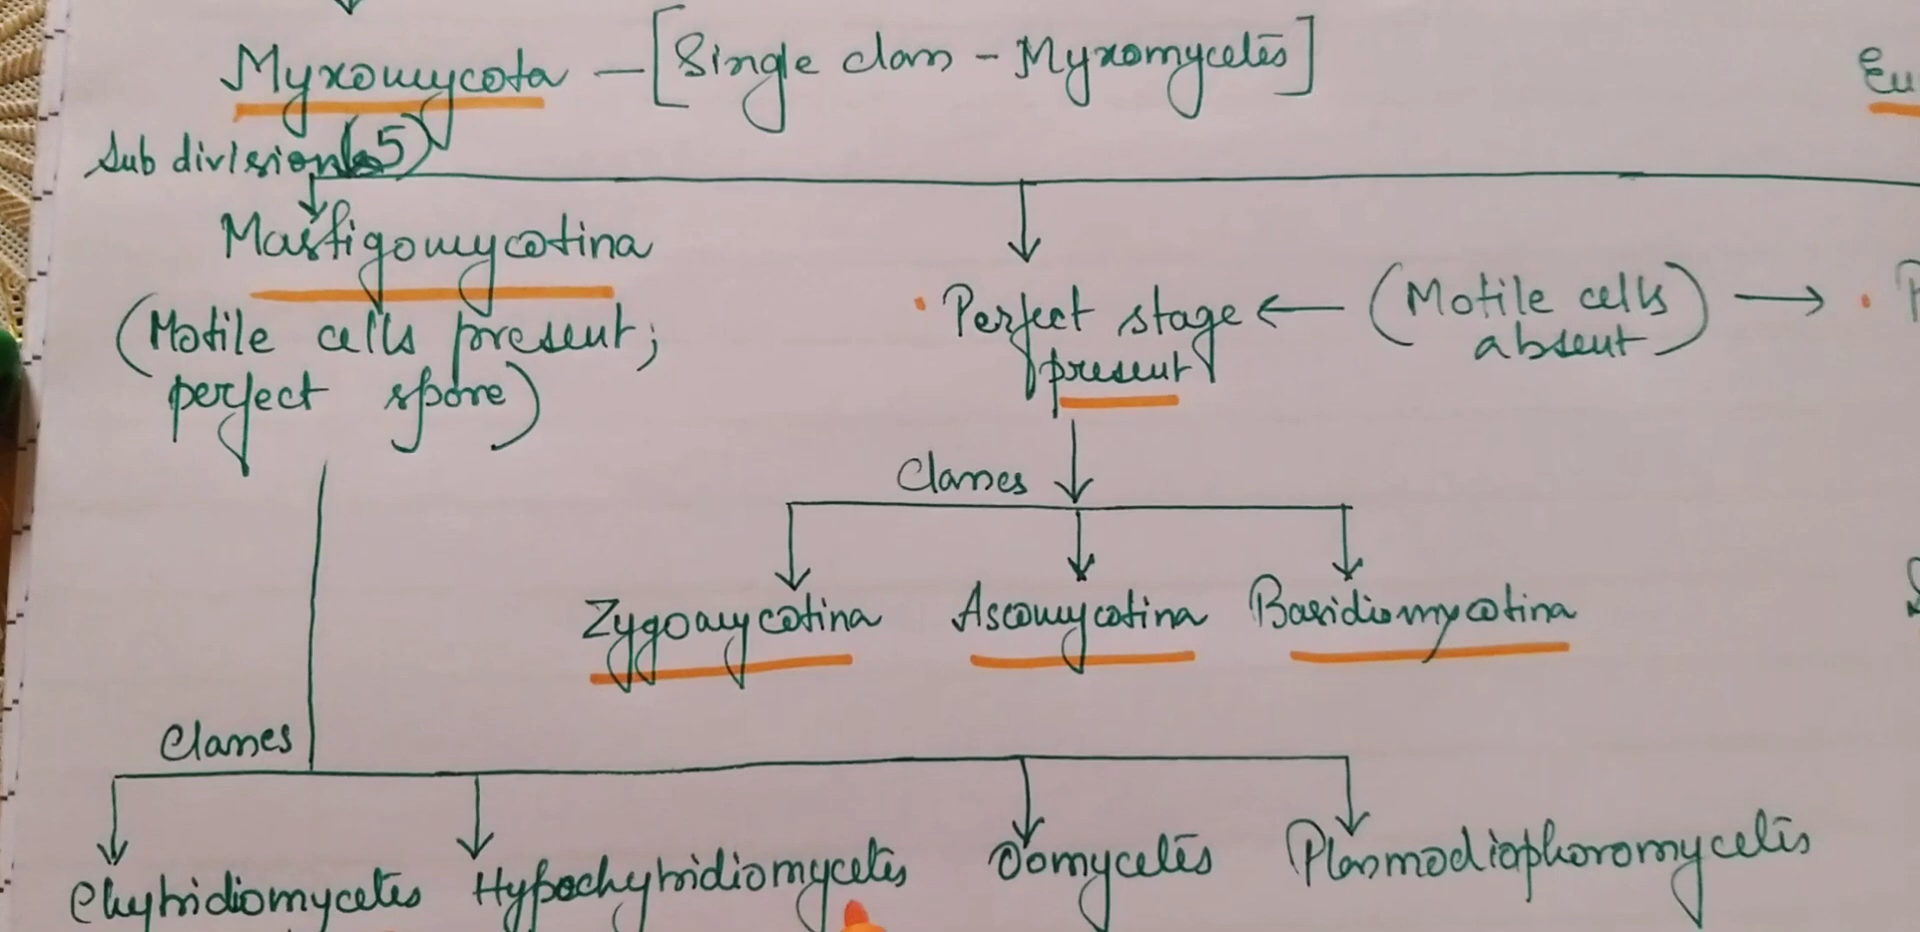 Myxomycota — [Single class - Myxomycetes]
Eu
Sub divisions (5)
Mastigomycotina
(Motile cells present;
perfect spore)
Perfect stage ← (Motile cells →
present
absent)
Classes
Zygomycotina Ascomycotina Basidiomycotina
Classes
Chytridiomycetes Hypochytridiomycetes Oomycetes Plasmodiophoromycetes